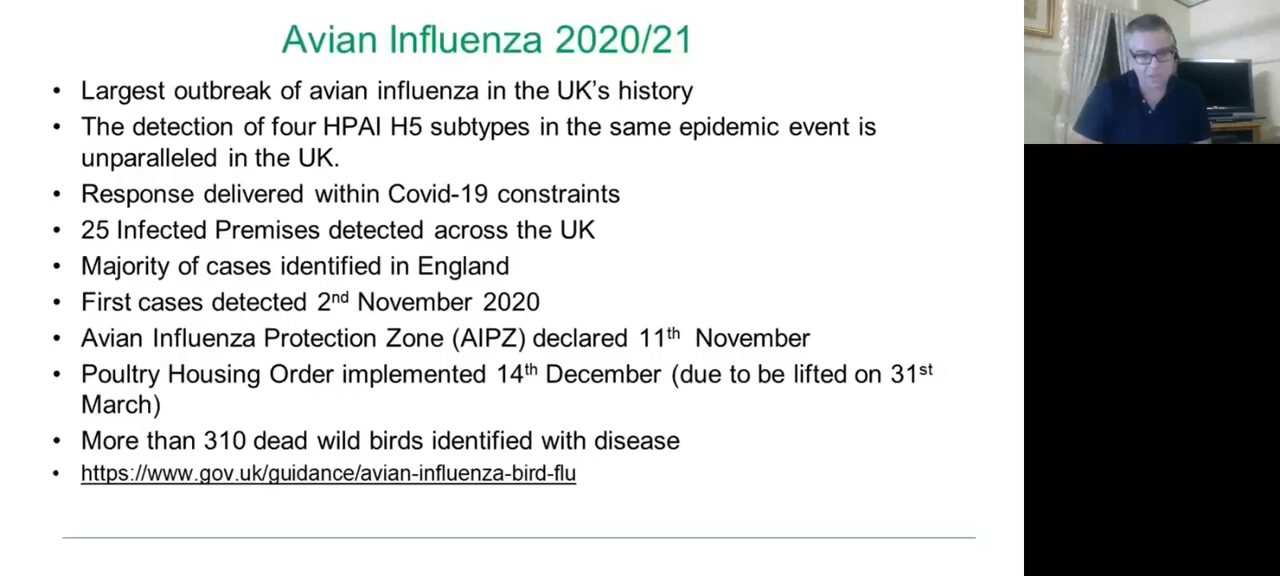 Avian Influenza 2020/21
• Largest outbreak of avian influenza in the UK's history
• The detection of four HPAI H5 subtypes in the same epidemic event is
unparalleled in the UK.
• Response delivered within Covid-19 constraints
• 25 Infected Premises detected across the UK
• Majority of cases identified in England
• First cases detected 2nd November 2020
• Avian Influenza Protection Zone (AIPZ) declared 11th November
• Poultry Housing Order implemented 14th December (due to be lifted on 31st
March)
• More than 310 dead wild birds identified with disease
• https://www.gov.uk/guidance/avian-influenza-bird-flu